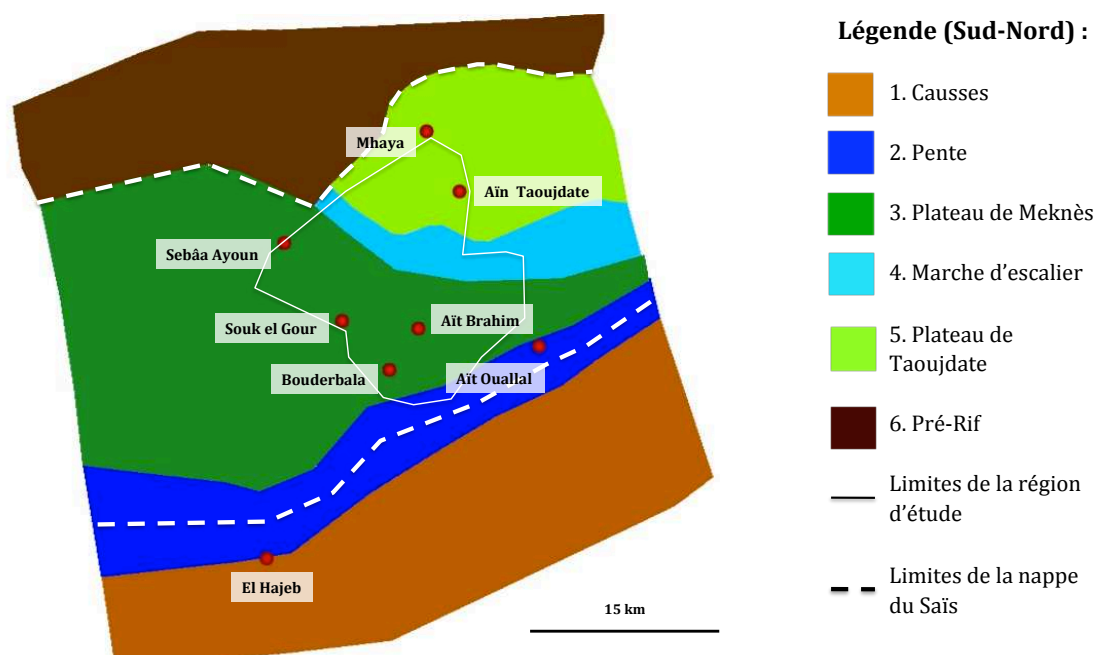 Mhaya
Aïn Taoujdate
Sebâa Ayoun
Souk el Gour
Aït Brahim
Bouderbala
Aït Ouallal
El Hajeb
15 km
Légende (Sud-Nord) :
1. Causses
2. Pente
3. Plateau de Meknès
4. Marche d’escalier
5. Plateau de
Taoujdate
6. Pré-Rif
Limites de la région
d’étude
Limites de la nappe
du Saïs